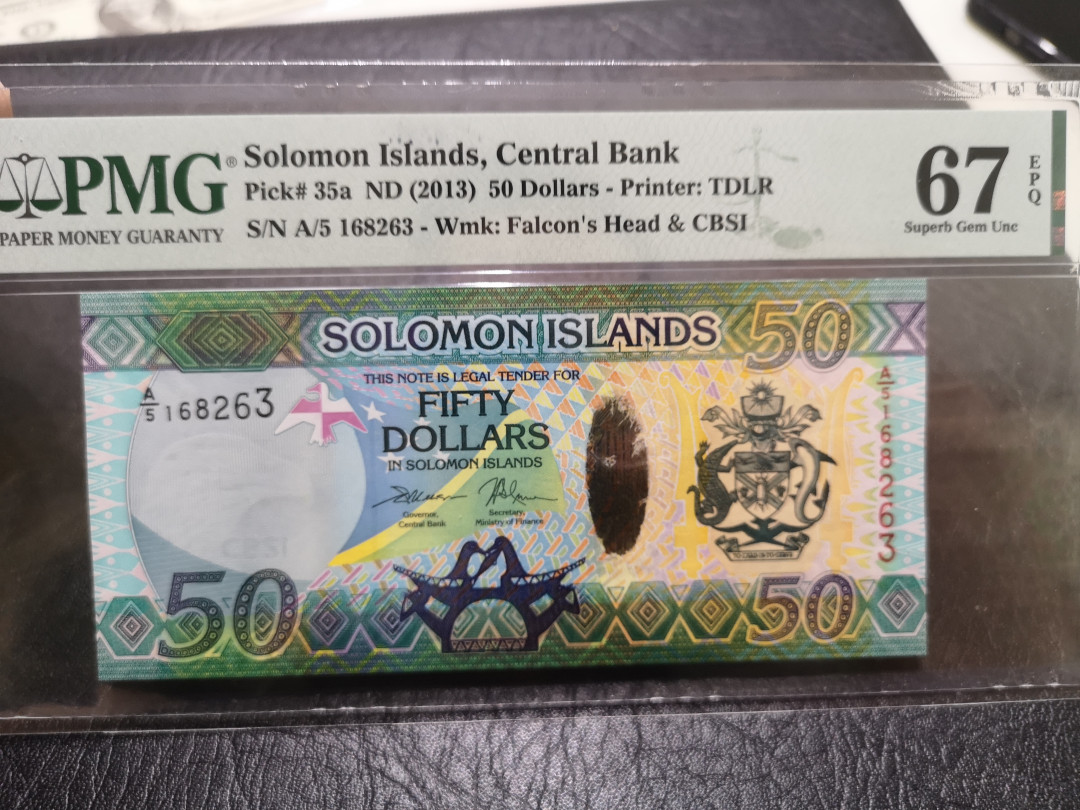 PMG®
PAPER MONEY GUARANTY
Solomon Islands, Central Bank
Pick# 35a ND (2013) 50 Dollars - Printer: TDLR
S/N A/5 168263 - Wmk: Falcon's Head & CBSI
67
EPQ
Superb Gem Unc
SOLOMON ISLANDS
50
THIS NOTE IS LEGAL TENDER FOR
A/5 168263
FIFTY
DOLLARS
IN SOLOMON ISLANDS
Governor,
Central Bank
Secretary,
Ministry of Finance
A/5 168263
50
50